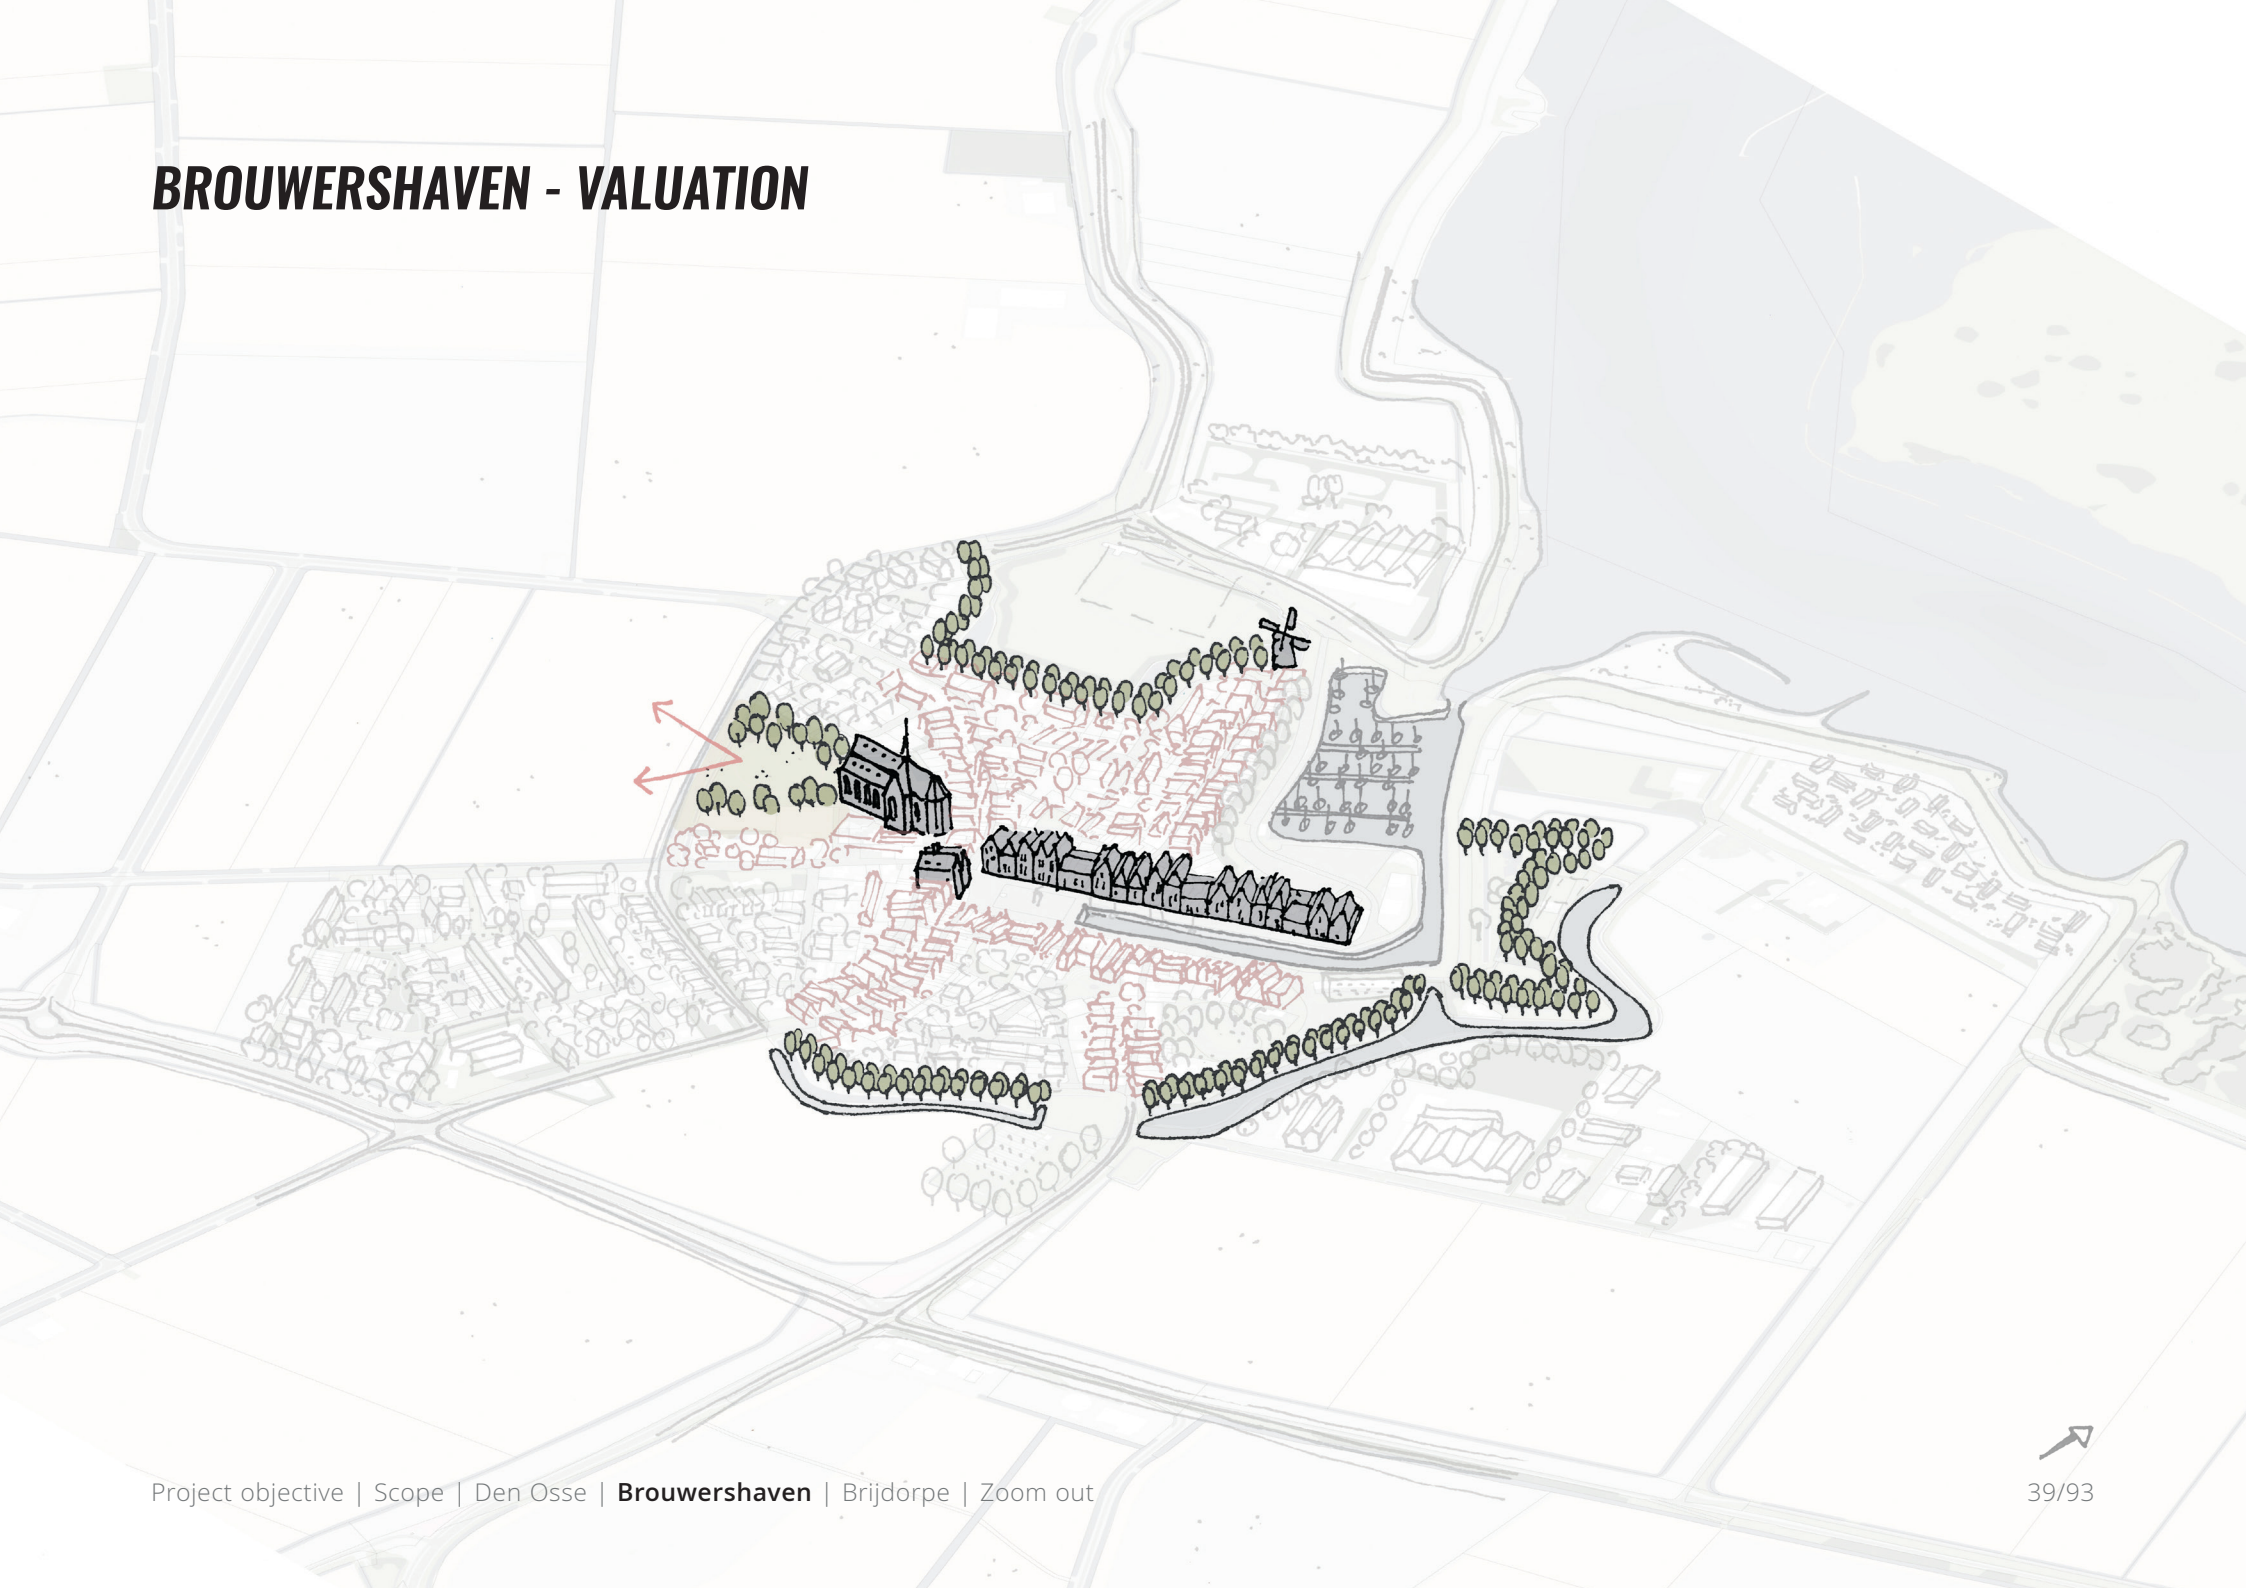 BROUWERSHAVEN - VALUATION
Project objective | Scope | Den Osse | Brouwershaven | Brijdorpe | Zoom out
39/93